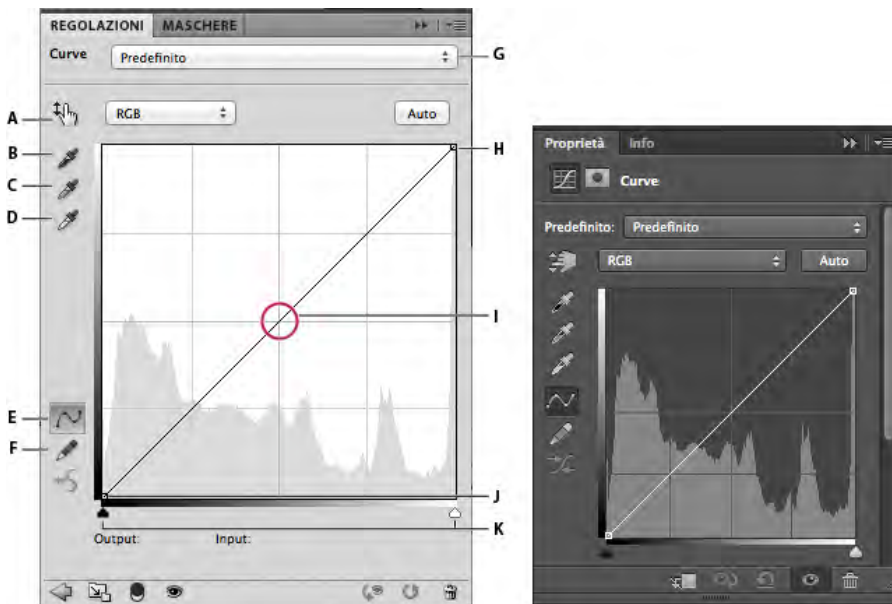 REGOLAZIONI MASCHERE
Curve Predefinito G
A RGB Auto
B H
C
D
I
E
F
J
K
Output: Input:
Proprietà Info
Curve
Predefinito: Predefinito
RGB Auto